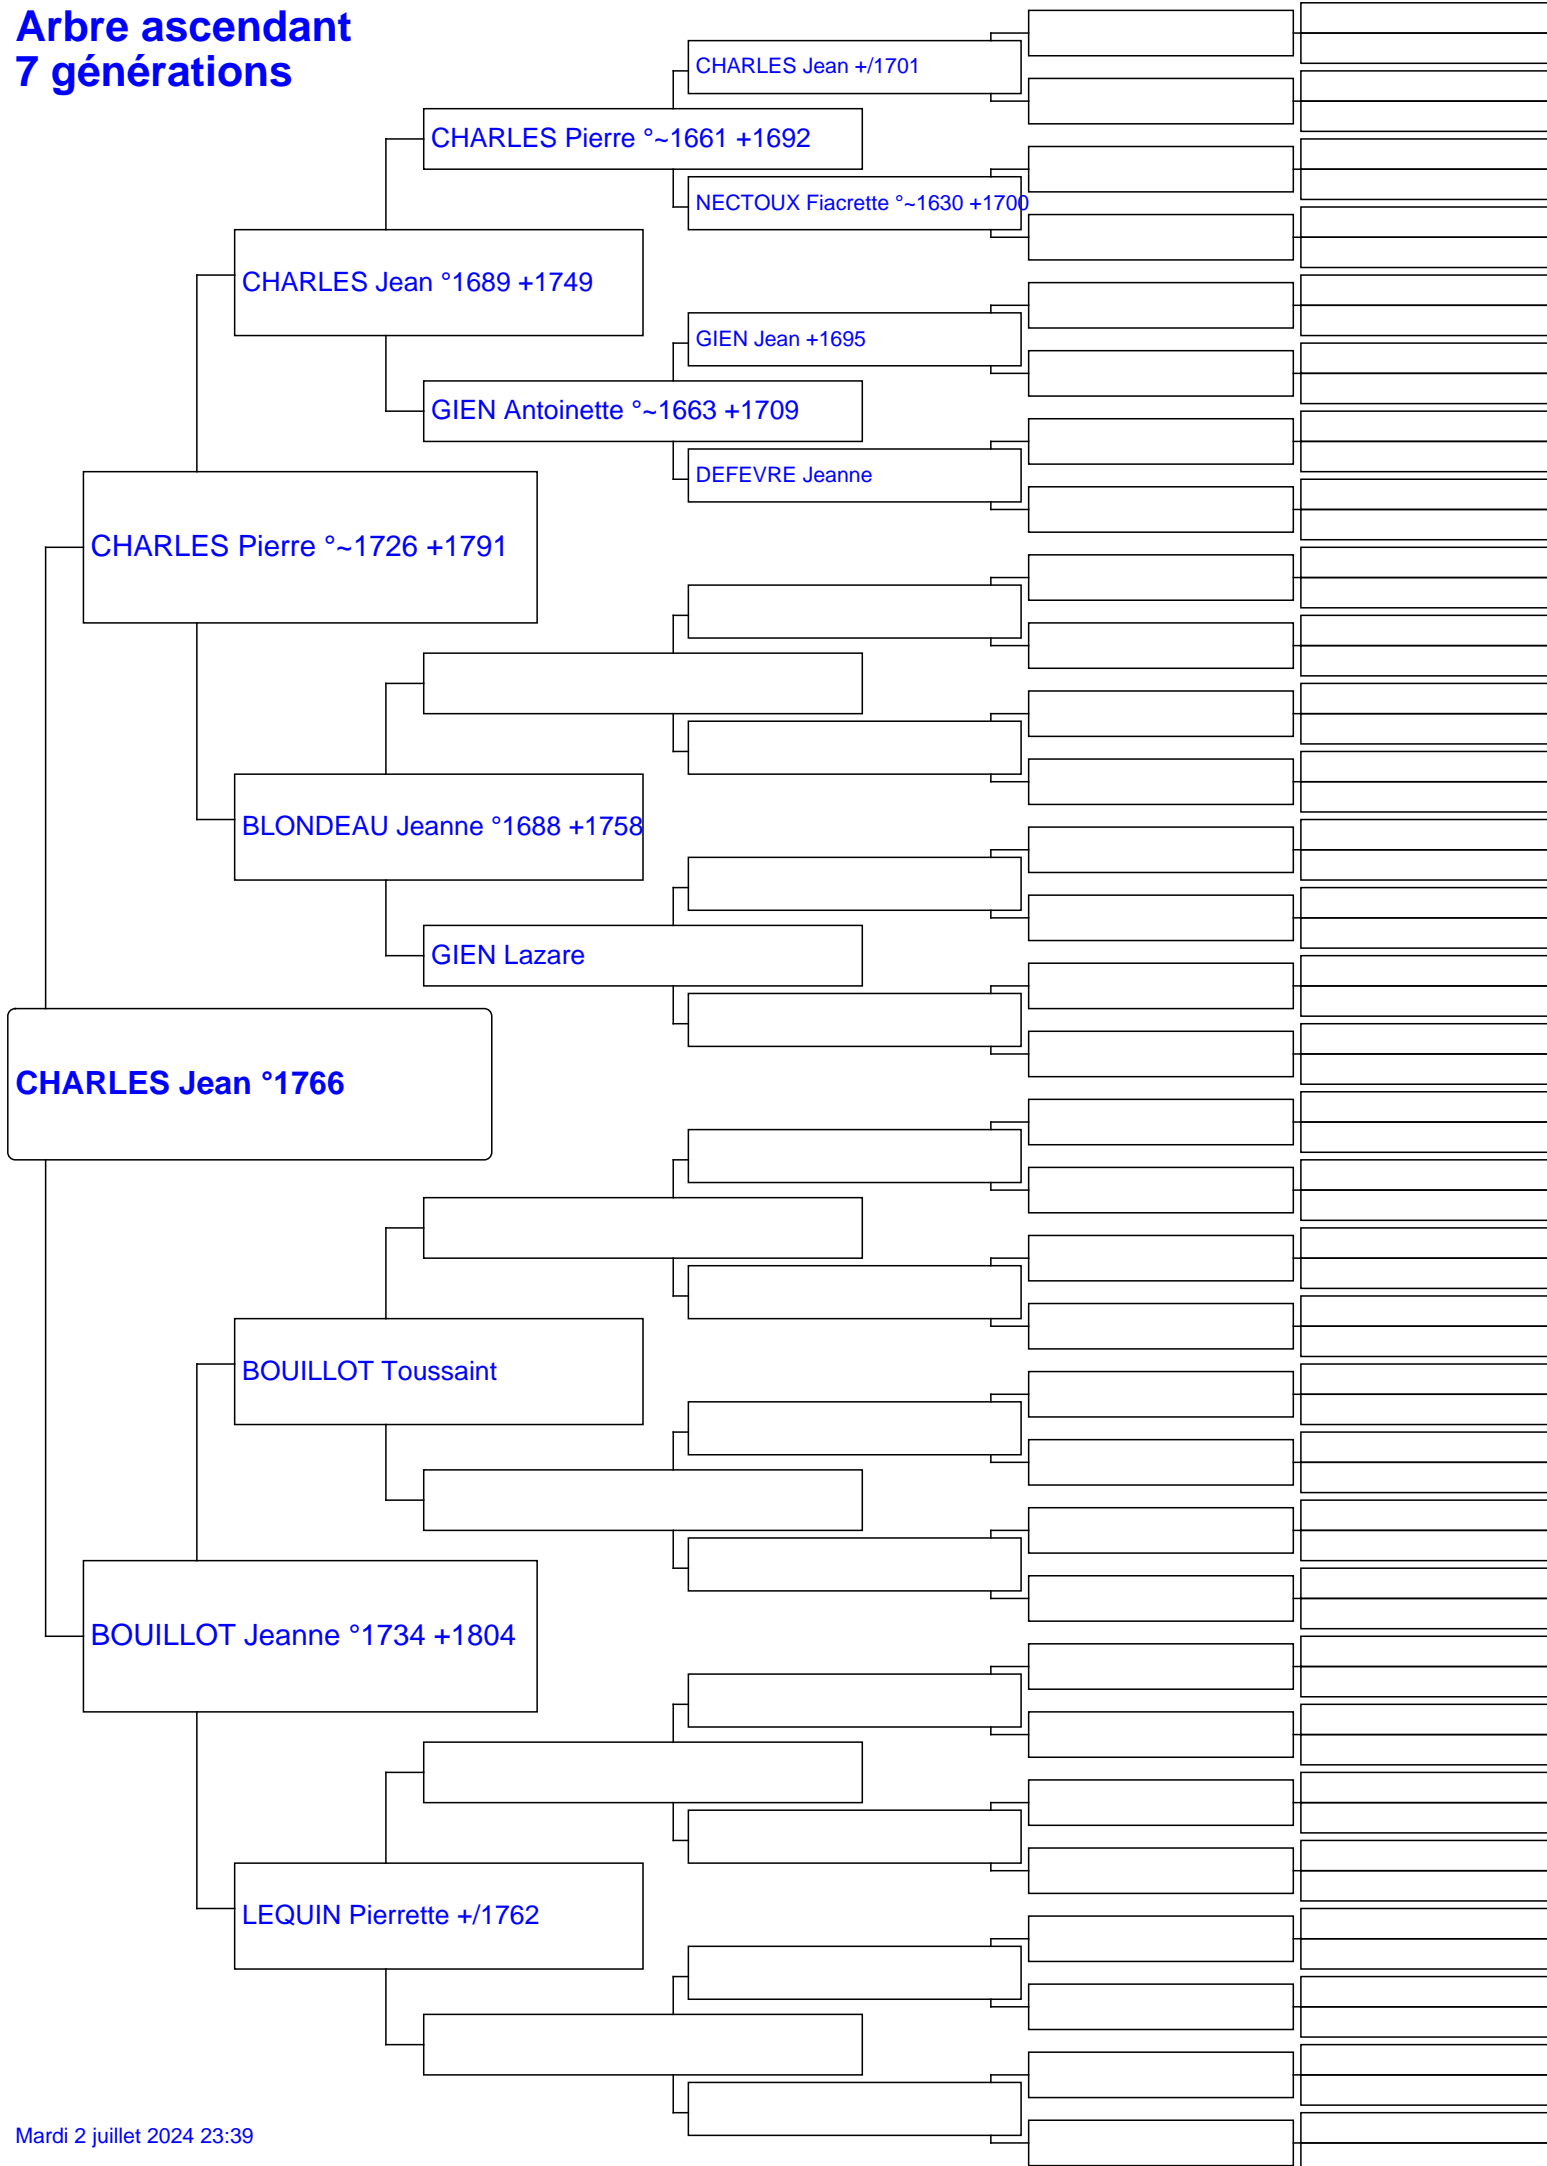 Arbre ascendant
7 générations
CHARLES Jean +/1701
CHARLES Pierre °~1661 +1692
NECTOUX Fiacrette °~1630 +1700
CHARLES Jean °1689 +1749
GIEN Jean +1695
GIEN Antoinette °~1663 +1709
DEFEVRE Jeanne
CHARLES Pierre °~1726 +1791
BLONDEAU Jeanne °1688 +1758
GIEN Lazare
CHARLES Jean °1766
BOUILLOT Toussaint
BOUILLOT Jeanne °1734 +1804
LEQUIN Pierrette +/1762
Mardi 2 juillet 2024 23:39